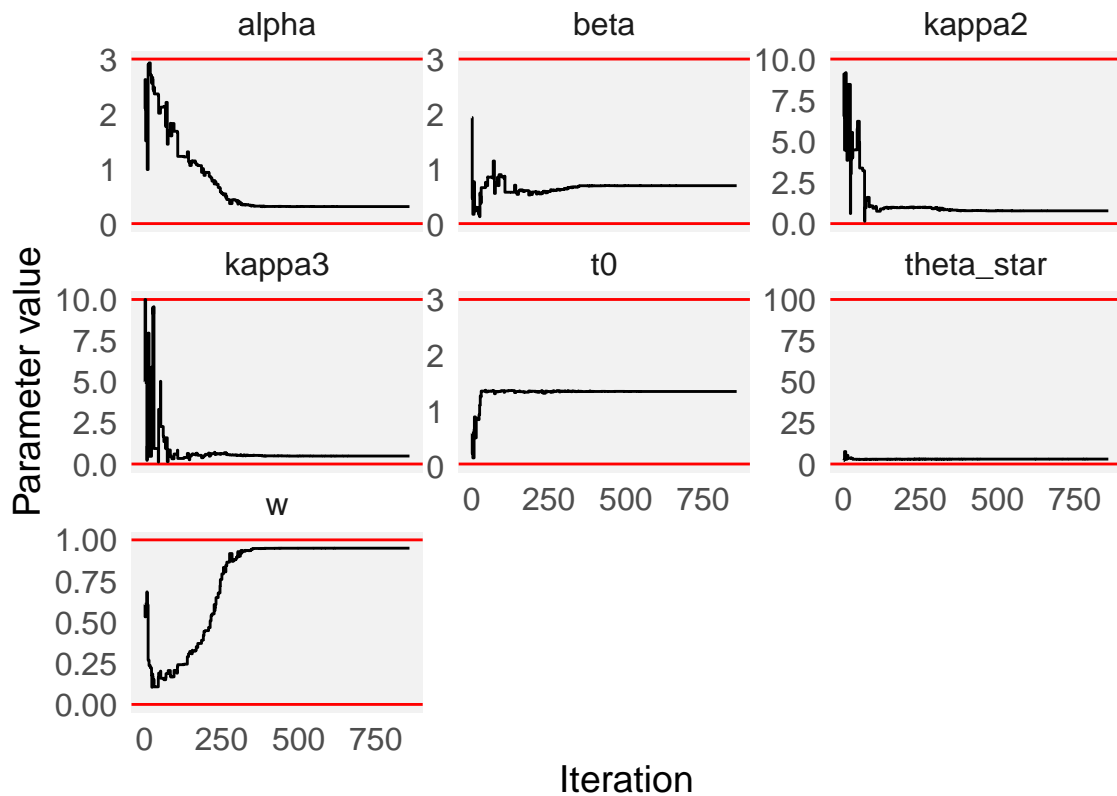 alpha beta kappa2
3 3 10.0
2 2 7.5
5.0
1 1 2.5
0 0 0.0
kappa3 t0 theta_star
10.0 3 100
7.5 2 75
5.0 50
2.5 1 25
0.0 0 0
0 250 500 750 0 250 500 750
w
1.00
0.75
0.50
0.25
0.00
0 250 500 750
Parameter value
Iteration